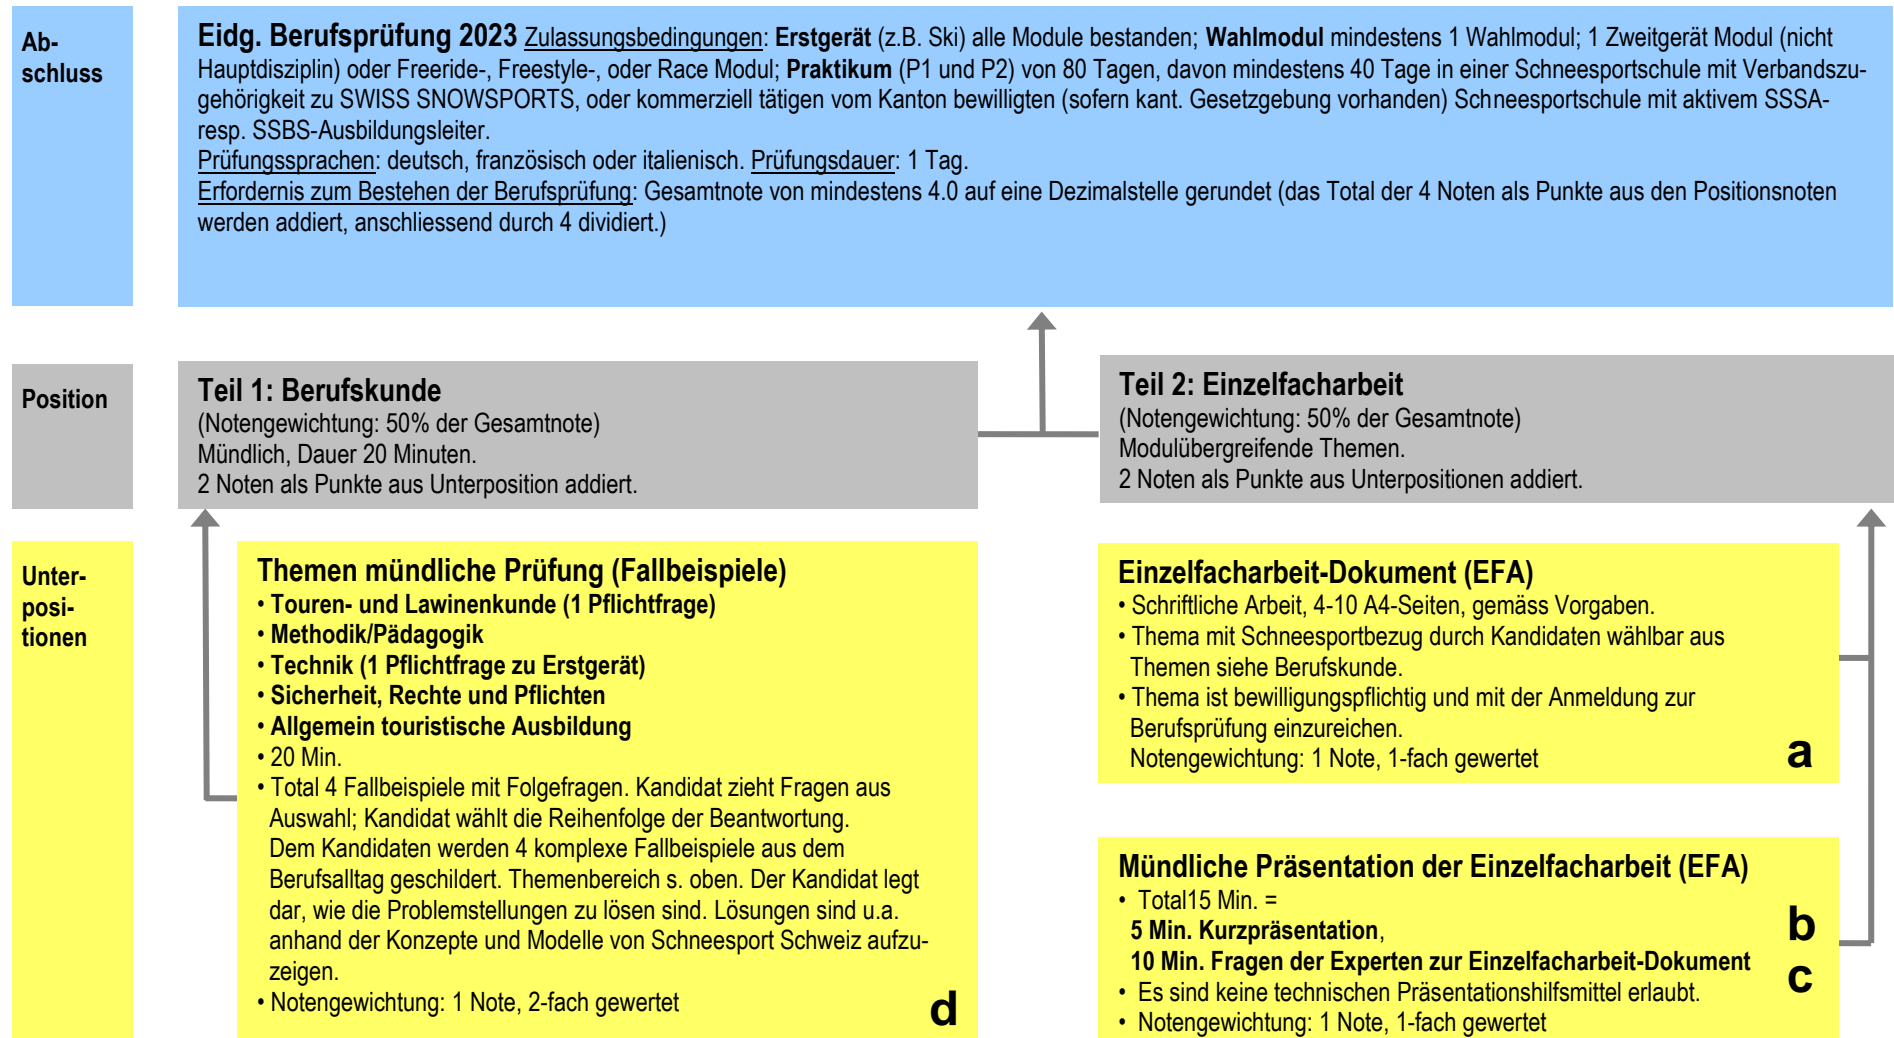 Ab-
schluss
Eidg. Berufsprüfung 2023 Zulassungsbedingungen: Erstgerät (z.B. Ski) alle Module bestanden; Wahlmodul mindestens 1 Wahlmodul; 1 Zweitgerät Modul (nicht
Hauptdisziplin) oder Freeride-, Freestyle-, oder Race Modul; Praktikum (P1 und P2) von 80 Tagen, davon mindestens 40 Tage in einer Schneesportschule mit Verbandszu-
gehörigkeit zu SWISS SNOWSPORTS, oder kommerziell tätigen vom Kanton bewilligten (sofern kant. Gesetzgebung vorhanden) Schneesportschule mit aktivem SSSA-
resp. SSBS-Ausbildungsleiter.
Prüfungssprachen: deutsch, französisch oder italienisch. Prüfungsdauer: 1 Tag.
Erfordernis zum Bestehen der Berufsprüfung: Gesamtnote von mindestens 4.0 auf eine Dezimalstelle gerundet (das Total der 4 Noten als Punkte aus den Positionsnoten
werden addiert, anschliessend durch 4 dividiert.)
Position
Teil 1: Berufskunde
(Notengewichtung: 50% der Gesamtnote)
Mündlich, Dauer 20 Minuten.
2 Noten als Punkte aus Unterposition addiert.
Teil 2: Einzelfacharbeit
(Notengewichtung: 50% der Gesamtnote)
Modulübergreifende Themen.
2 Noten als Punkte aus Unterpositionen addiert.
Unter-
posi-
tionen
Themen mündliche Prüfung (Fallbeispiele)
• Touren- und Lawinenkunde (1 Pflichtfrage)
• Methodik/Pädagogik
• Technik (1 Pflichtfrage zu Erstgerät)
• Sicherheit, Rechte und Pflichten
• Allgemein touristische Ausbildung
• 20 Min.
• Total 4 Fallbeispiele mit Folgefragen. Kandidat zieht Fragen aus
Auswahl; Kandidat wählt die Reihenfolge der Beantwortung.
Dem Kandidaten werden 4 komplexe Fallbeispiele aus dem
Berufsalltag geschildert. Themenbereich s. oben. Der Kandidat legt
dar, wie die Problemstellungen zu lösen sind. Lösungen sind u.a.
anhand der Konzepte und Modelle von Schneesport Schweiz aufzu-
zeigen.
• Notengewichtung: 1 Note, 2-fach gewertet
d
Einzelfacharbeit-Dokument (EFA)
• Schriftliche Arbeit, 4-10 A4-Seiten, gemäss Vorgaben.
• Thema mit Schneesportbezug durch Kandidaten wählbar aus
Themen siehe Berufskunde.
• Thema ist bewilligungspflichtig und mit der Anmeldung zur
Berufsprüfung einzureichen.
Notengewichtung: 1 Note, 1-fach gewertet
a
Mündliche Präsentation der Einzelfacharbeit (EFA)
• Total15 Min. =
5 Min. Kurzpräsentation,
b
10 Min. Fragen der Experten zur Einzelfacharbeit-Dokument
c
• Es sind keine technischen Präsentationshilfsmittel erlaubt.
• Notengewichtung: 1 Note, 1-fach gewertet